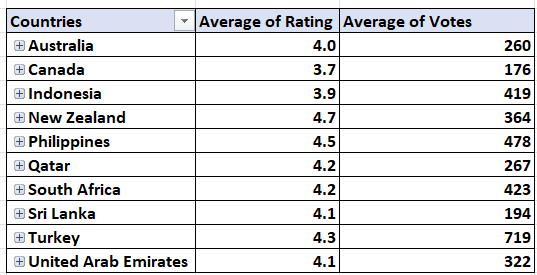 Countries Average of Rating Average of Votes
Australia 4.0 260
Canada 3.7 176
Indonesia 3.9 419
New Zealand 4.7 364
Philippines 4.5 478
Qatar 4.2 267
South Africa 4.2 423
Sri Lanka 4.1 194
Turkey 4.3 719
United Arab Emirates 4.1 322